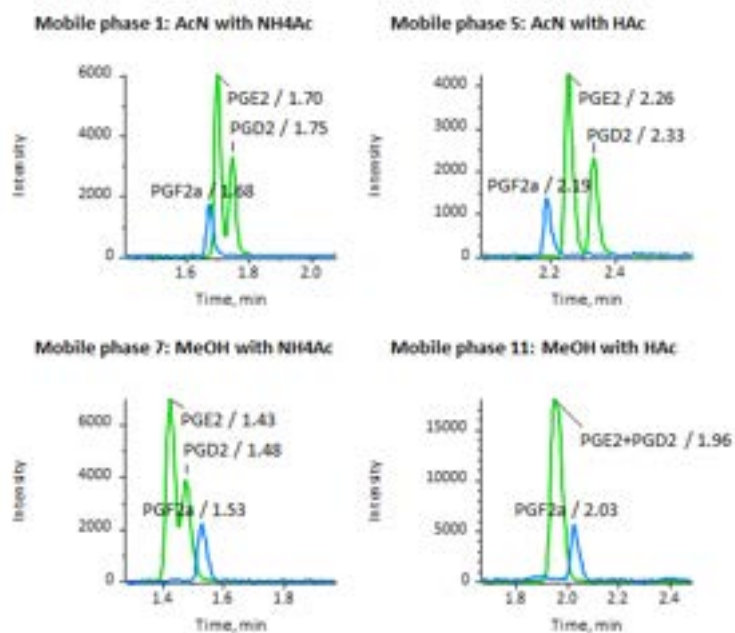 Mobile phase 1: AcN with NH4Ac
Intensity
6000
4000
2000
0
PGE2 / 1.70
PGD2 / 1.75
PGF2a / 1.68
1.6 1.8 2.0
Time, min
Mobile phase 5: AcN with HAc
Intensity
4000
3000
2000
1000
0
PGE2 / 2.26
PGD2 / 2.33
PGF2a / 2.19
2.2 2.4
Time, min
Mobile phase 7: MeOH with NH4Ac
Intensity
6000
4000
2000
0
PGE2 / 1.43
PGD2 / 1.48
PGF2a / 1.53
1.4 1.6 1.8
Time, min
Mobile phase 11: MeOH with HAc
Intensity
15000
10000
5000
0
PGE2+PGD2 / 1.96
PGF2a / 2.03
1.8 2.0 2.2 2.4
Time, min